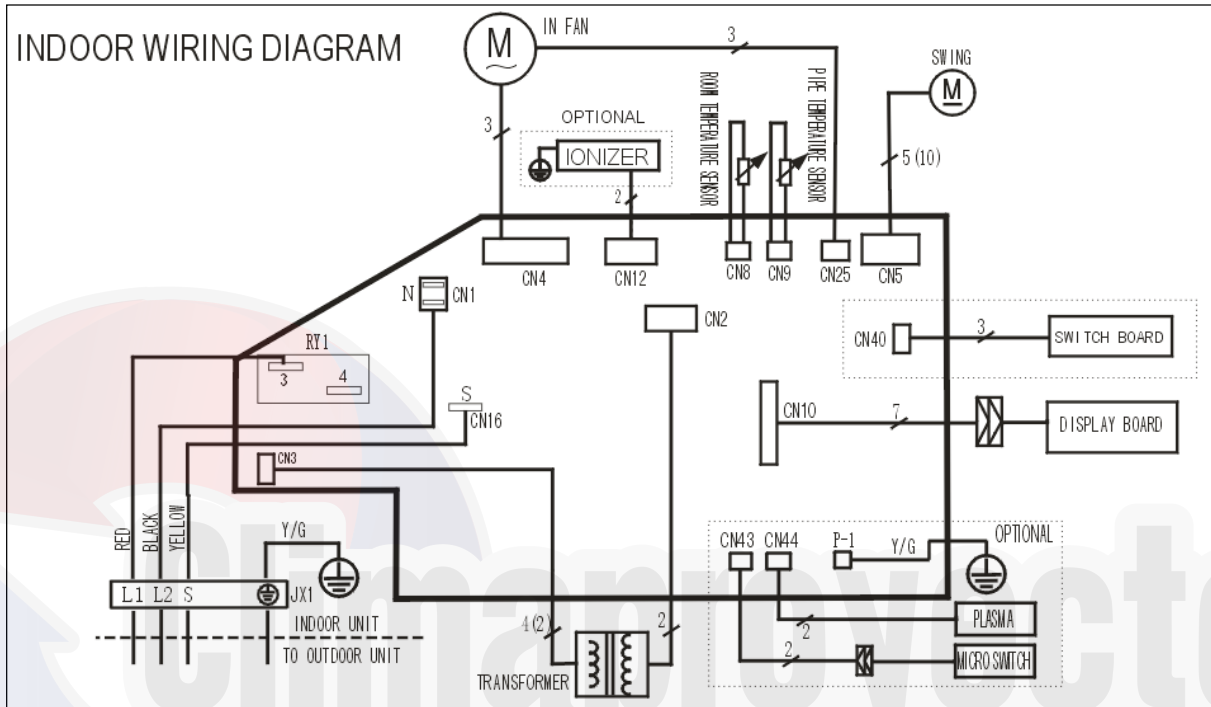 INDOOR WIRING DIAGRAM
M
IN FAN
3
3
OPTIONAL
IONIZER
2
ROOM TEMPERATURE SENSOR
PIPE TEMPERATURE SENSOR
SWING
M
5 (10)
CN4
CN12
CN8
CN9
CN25
CN5
N
CN1
CN2
RY1
3
4
S
CN16
CN3
CN40
3
SWITCH BOARD
CN10
7
DISPLAY BOARD
RED
BLACK
YELLOW
Y/G
L1 L2 S
JX1
INDOOR UNIT
TO OUTDOOR UNIT
4(2)
2
TRANSFORMER
CN43
CN44
P-1
Y/G
OPTIONAL
2
PLASMA
2
MICRO SWITCH
Climaproyecto